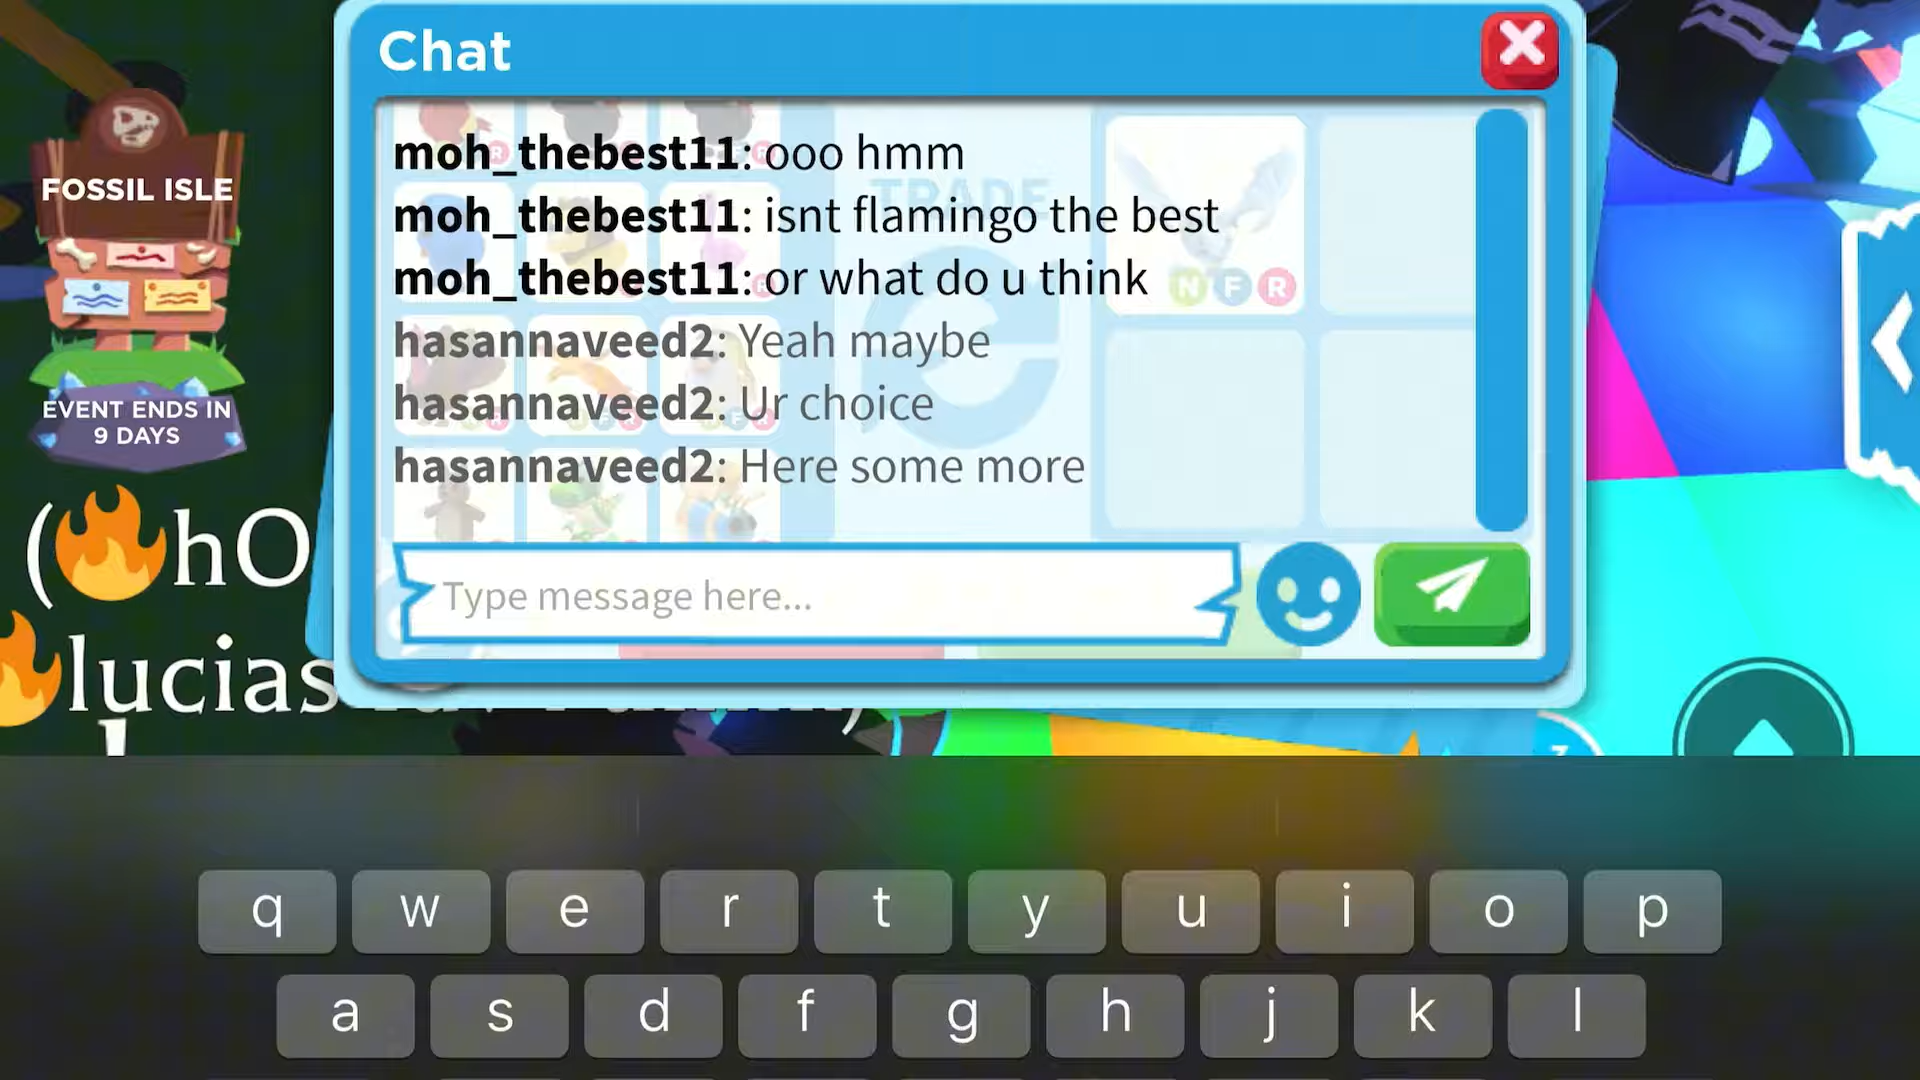 Chat
moh_thebest11: ooo hmm
moh_thebest11: isnt flamingo the best
moh_thebest11: or what do u think
hasannaveed2: Yeah maybe
hasannaveed2: Ur choice
hasannaveed2: Here some more
Type message here...
TRADE
N F R
FOSSIL ISLE
EVENT ENDS IN
9 DAYS
(🔥hO
🔥lucias
q w e r t y u i o p
a s d f g h j k l